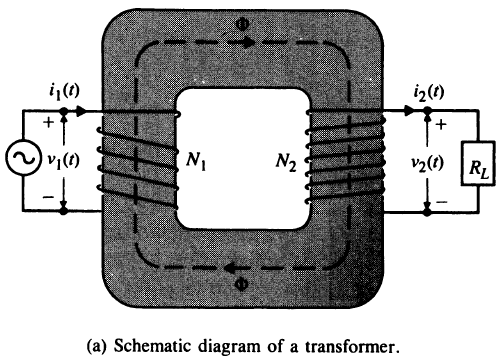 Φ
i₁(t)
i₂(t)
+
+
v₁(t)
N₁
N₂
v₂(t)
R_L
−
−
Φ
(a) Schematic diagram of a transformer.